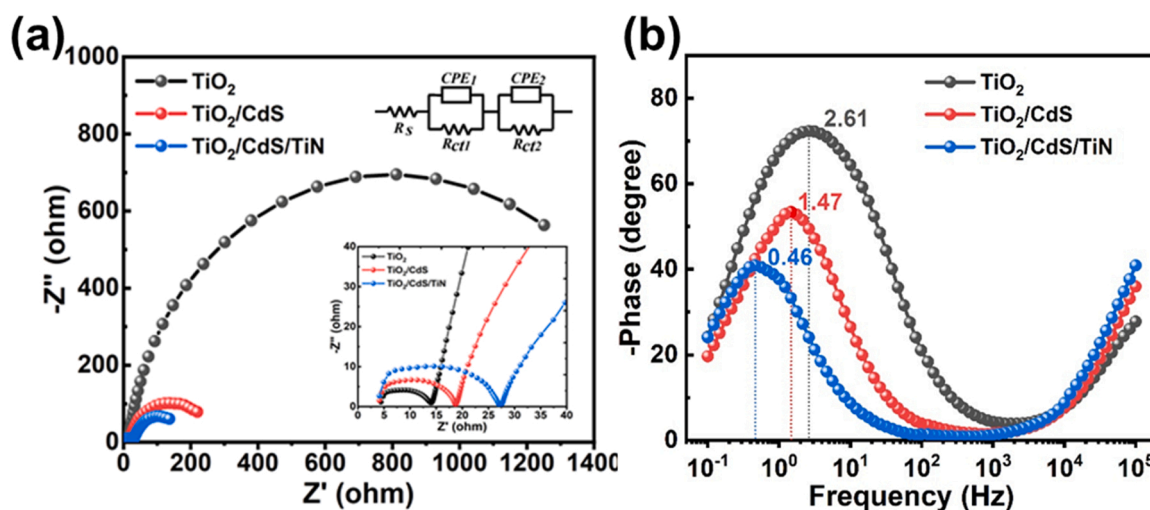 (a)
1000
800
600
400
200
0
-Z'' (ohm)
TiO2
TiO2/CdS
TiO2/CdS/TiN
CPE1
CPE2
RS
Rct1
Rct2
40
30
20
10
0
-Z'' (ohm)
TiO2
TiO2/CdS
TiO2/CdS/TiN
0 5 10 15 20 25 30 35 40
Z' (ohm)
0 200 400 600 800 1000 1200 1400
Z' (ohm)
(b)
80
60
40
20
0
-Phase (degree)
TiO2
TiO2/CdS
TiO2/CdS/TiN
2.61
1.47
0.46
10-1 100 101 102 103 104 105
Frequency (Hz)